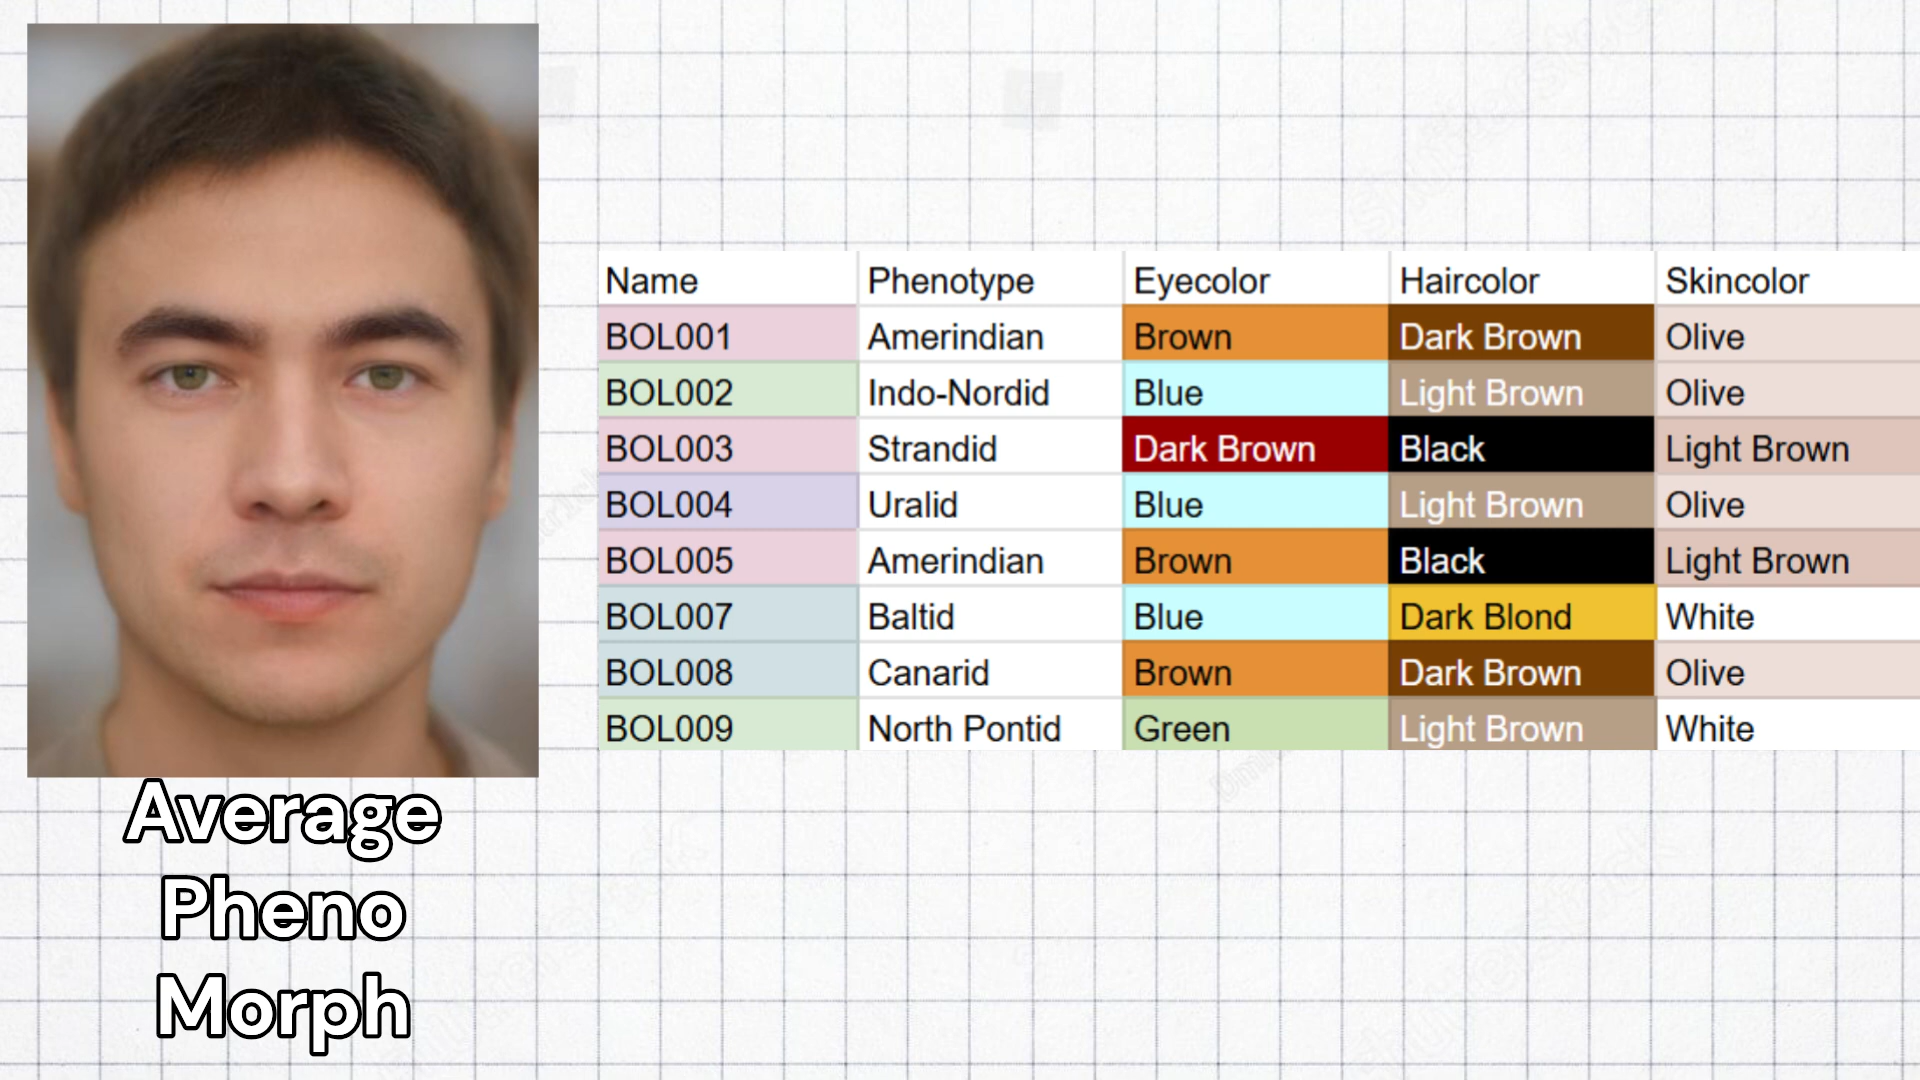 Name Phenotype Eyecolor Haircolor Skincolor
BOL001 Amerindian Brown Dark Brown Olive
BOL002 Indo-Nordid Blue Light Brown Olive
BOL003 Strandid Dark Brown Black Light Brown
BOL004 Uralid Blue Light Brown Olive
BOL005 Amerindian Brown Black Light Brown
BOL007 Baltid Blue Dark Blond White
BOL008 Canarid Brown Dark Brown Olive
BOL009 North Pontid Green Light Brown White
Average
Pheno
Morph